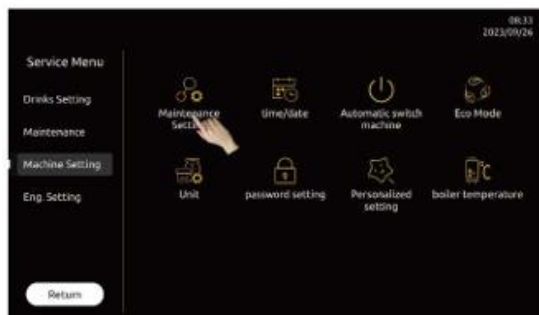 08:33
2023/09/26
Service Menu
Drinks Setting
Maintenance
Machine Setting
Eng. Setting
Return
Maintenance
Setting
time/date
Automatic switch
machine
Eco Mode
Unit
password setting
Personalized
setting
boiler temperature
°C